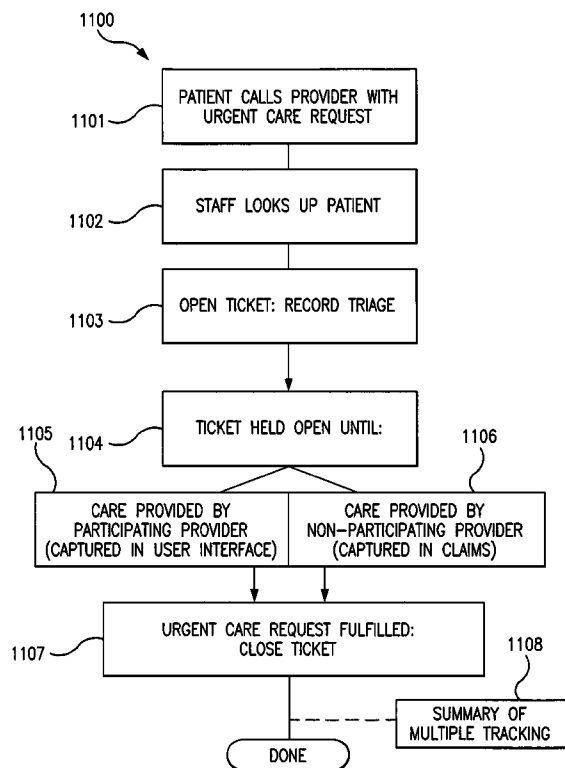 1100
PATIENT CALLS PROVIDER WITH
URGENT CARE REQUEST
1101
STAFF LOOKS UP PATIENT
1102
OPEN TICKET: RECORD TRIAGE
1103
TICKET HELD OPEN UNTIL:
1104
1105
CARE PROVIDED BY
PARTICIPATING PROVIDER
(CAPTURED IN USER INTERFACE)
1106
CARE PROVIDED BY
NON-PARTICIPATING PROVIDER
(CAPTURED IN CLAIMS)
URGENT CARE REQUEST FULFILLED:
CLOSE TICKET
1107
1108
SUMMARY OF
MULTIPLE TRACKING
DONE